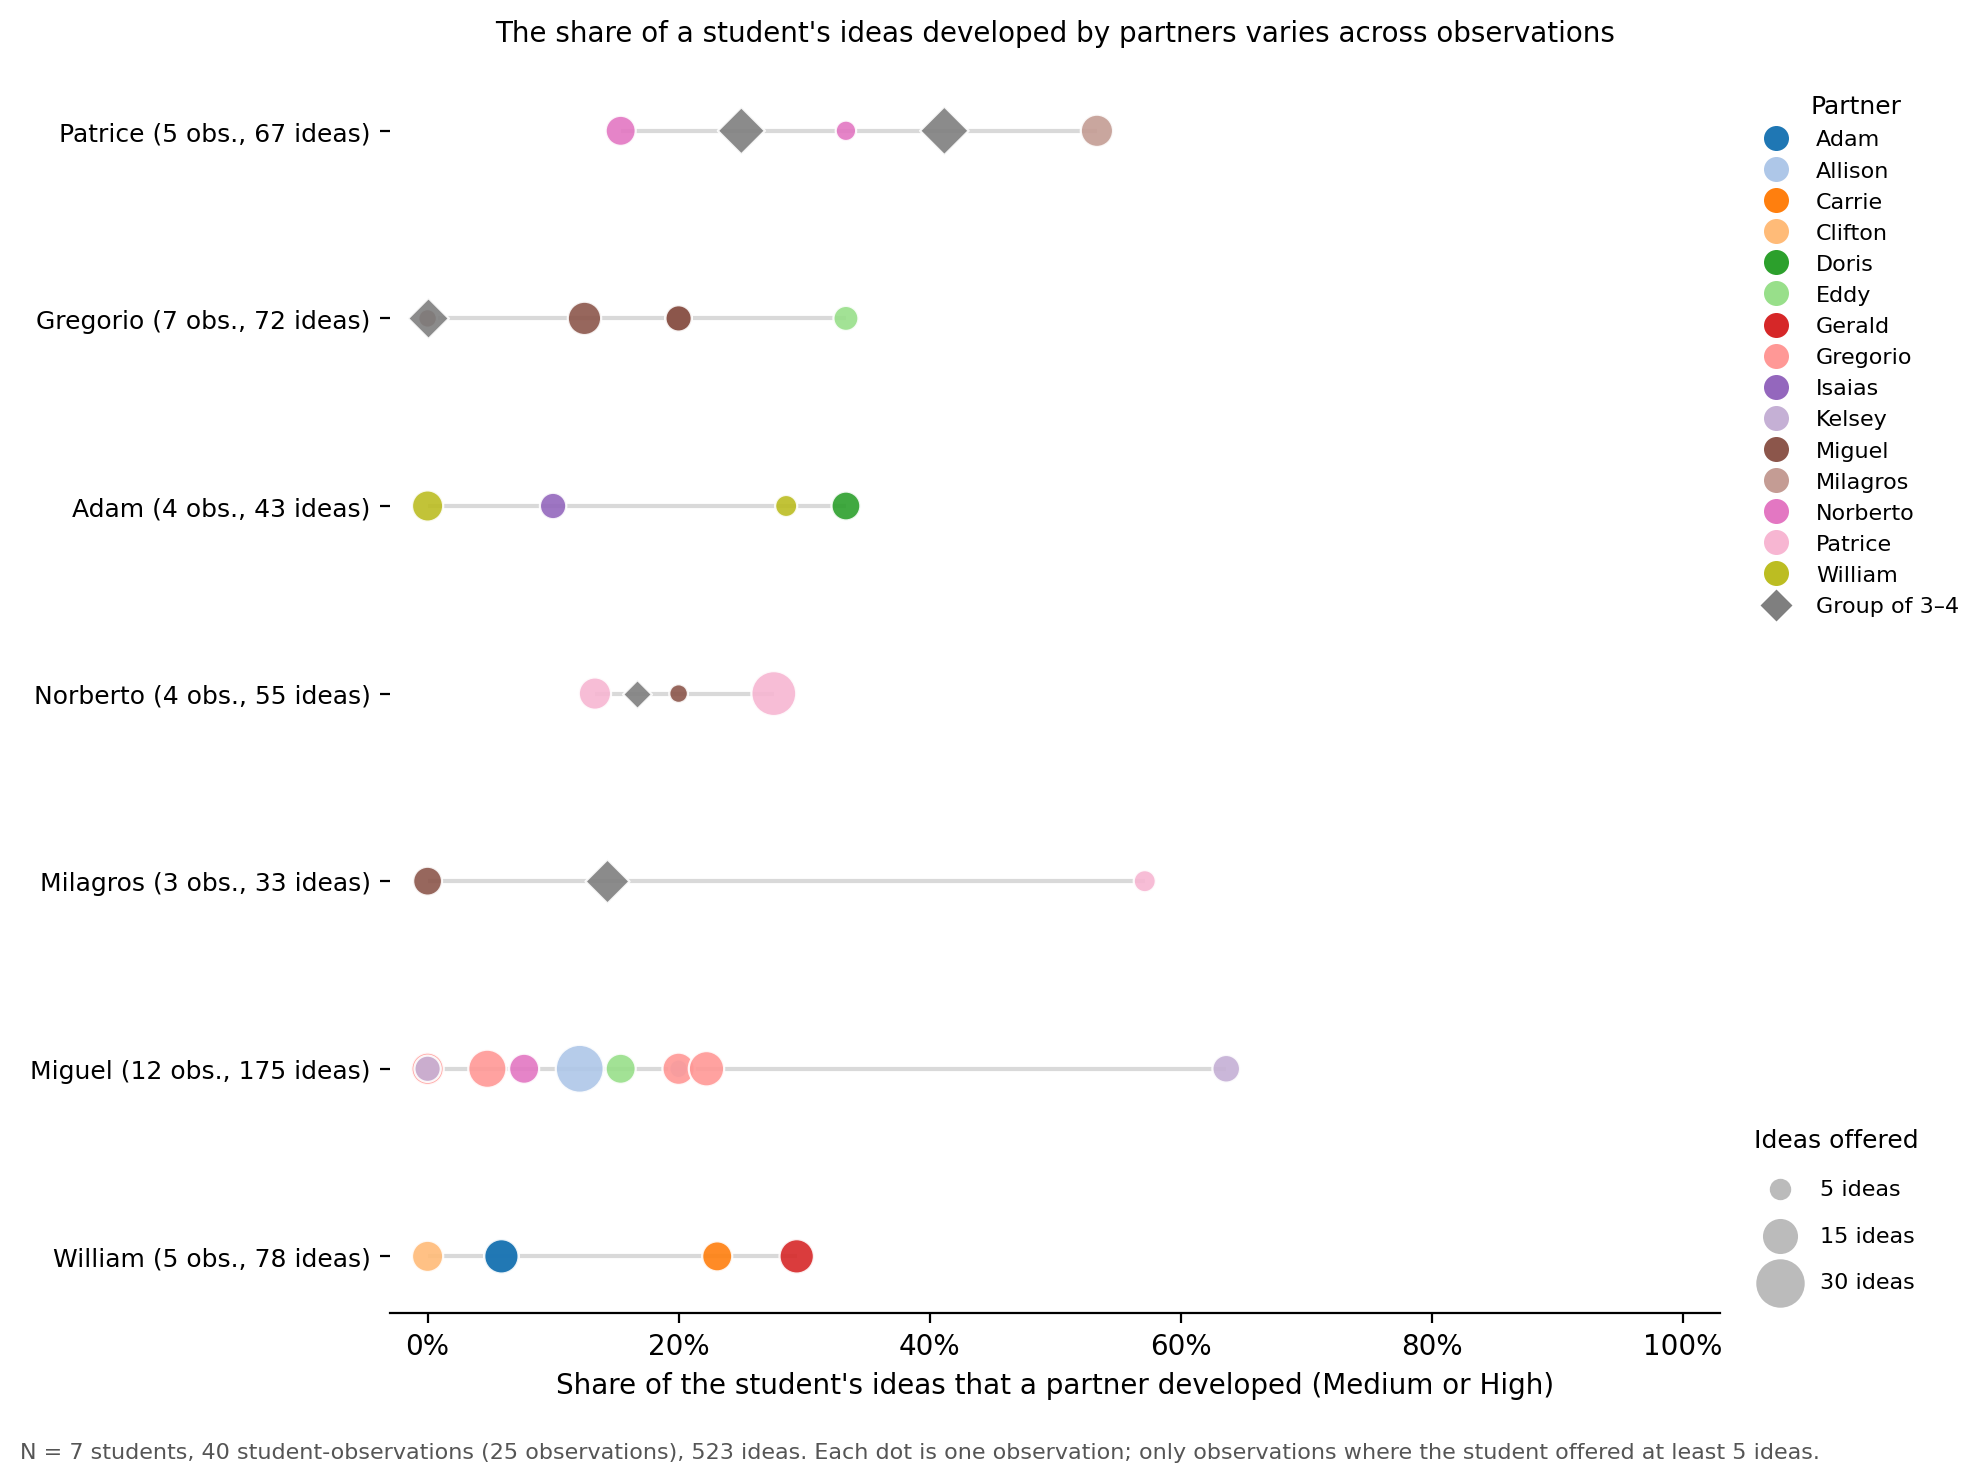 The share of a student's ideas developed by partners varies across observations
Patrice (5 obs., 67 ideas)
Gregorio (7 obs., 72 ideas)
Adam (4 obs., 43 ideas)
Norberto (4 obs., 55 ideas)
Milagros (3 obs., 33 ideas)
Miguel (12 obs., 175 ideas)
William (5 obs., 78 ideas)
Partner
Adam
Allison
Carrie
Clifton
Doris
Eddy
Gerald
Gregorio
Isaias
Kelsey
Miguel
Milagros
Norberto
Patrice
William
Group of 3–4
Ideas offered
5 ideas
15 ideas
30 ideas
0% 20% 40% 60% 80% 100%
Share of the student's ideas that a partner developed (Medium or High)
N = 7 students, 40 student-observations (25 observations), 523 ideas. Each dot is one observation; only observations where the student offered at least 5 ideas.